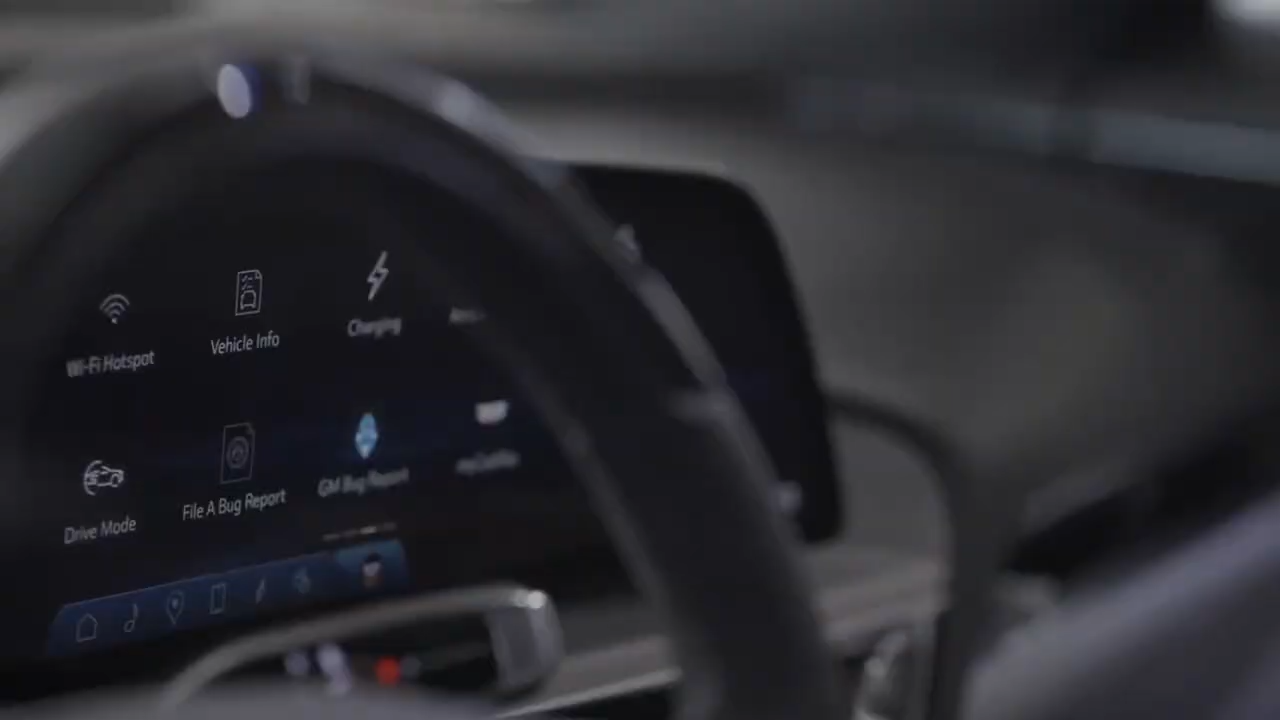 Wi-Fi Hotspot
Vehicle Info
Charging
Drive Mode
File A Bug Report
GM Bug Report